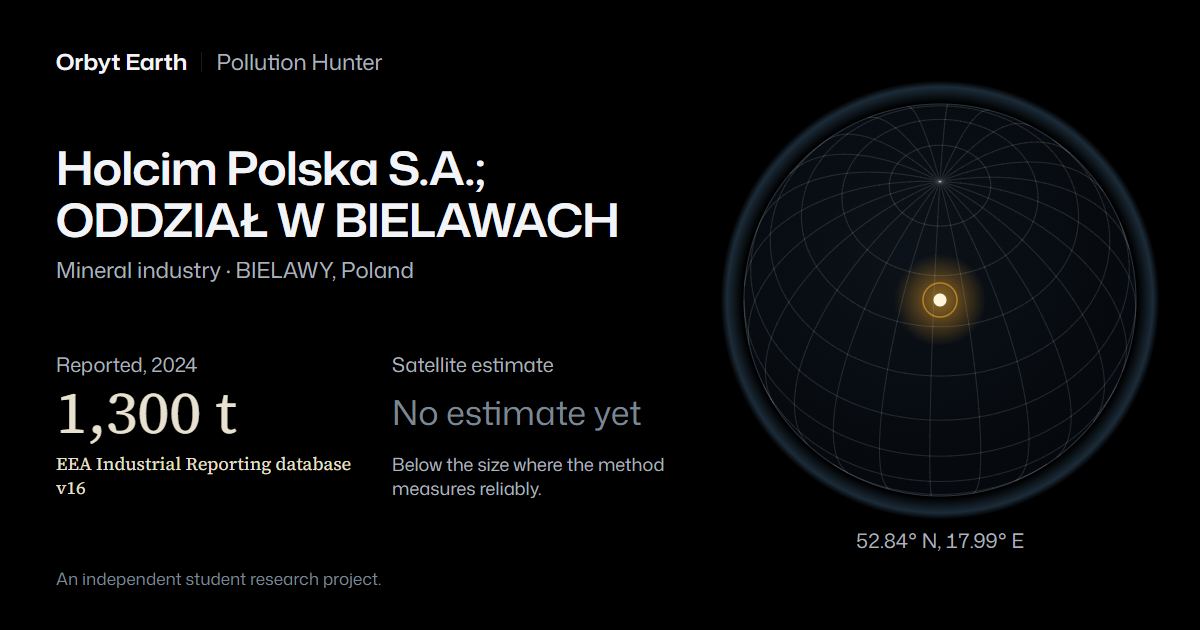 Orbyt Earth | Pollution Hunter
Holcim Polska S.A.;
ODDZIAŁ W BIELAWACH
Mineral industry · BIELAWY, Poland
Reported, 2024
1,300 t
EEA Industrial Reporting database
v16
Satellite estimate
No estimate yet
Below the size where the method
measures reliably.
52.84° N, 17.99° E
An independent student research project.